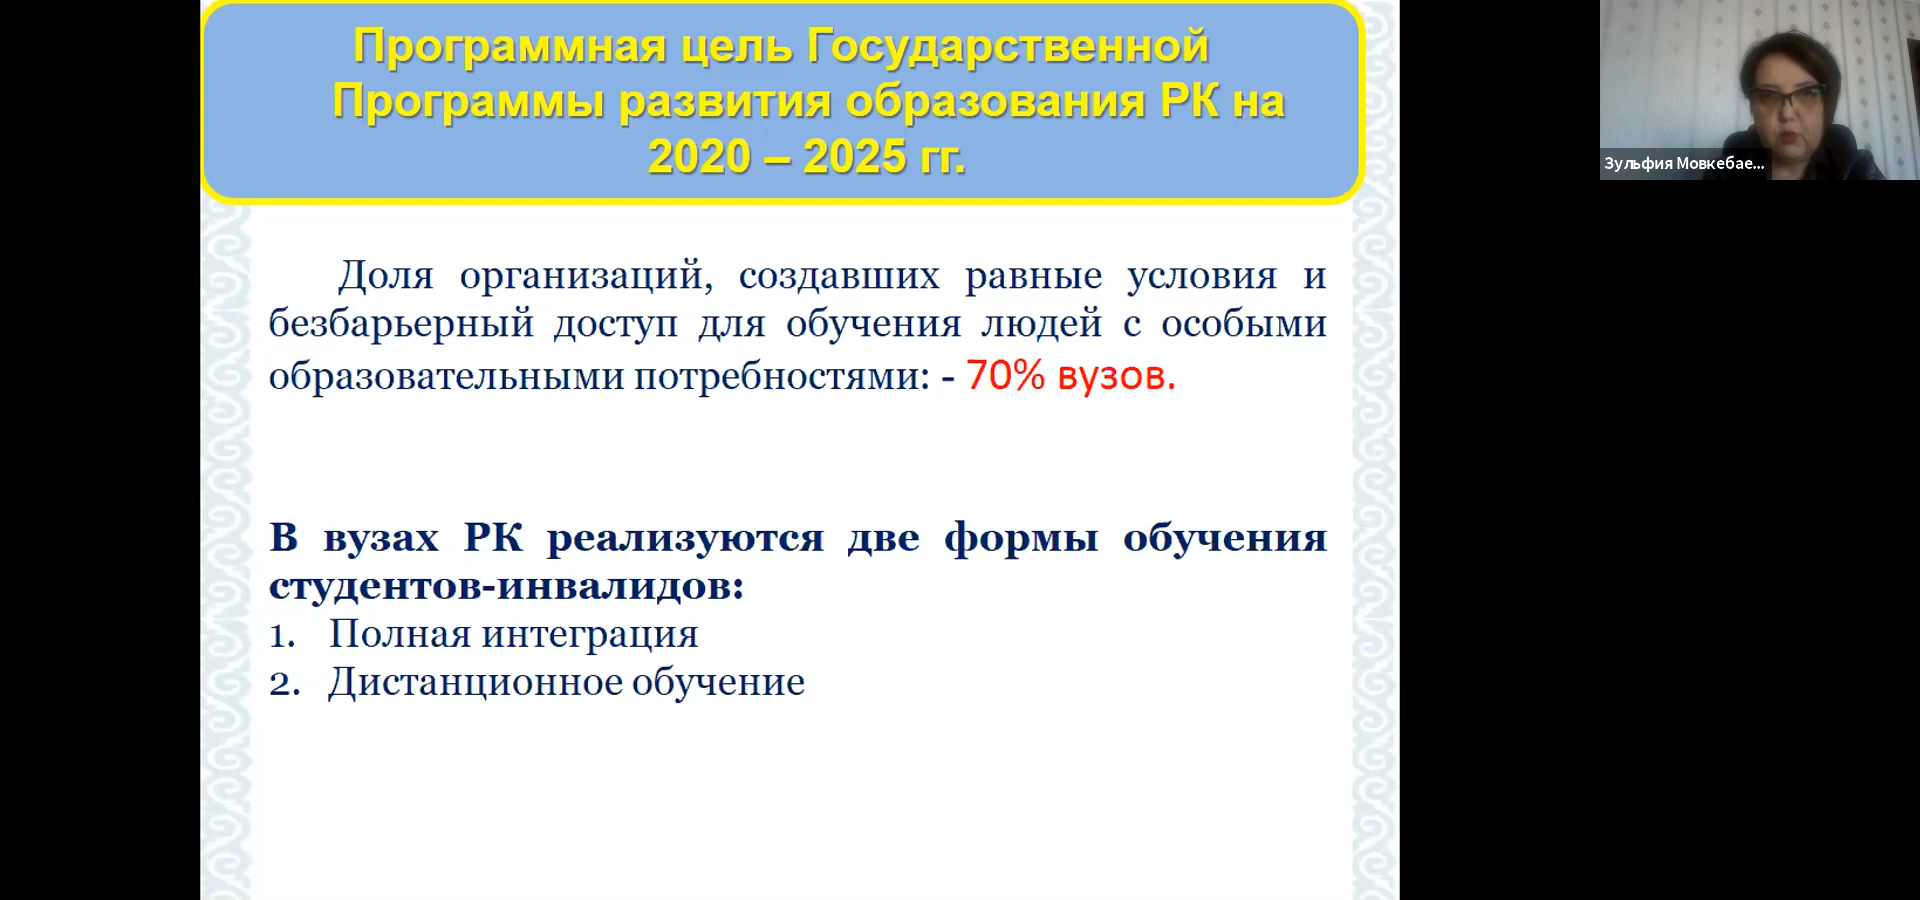 Программная цель Государственной
Программы развития образования РК на
2020 – 2025 гг.
Доля организаций, создавших равные условия и
безбарьерный доступ для обучения людей с особыми
образовательными потребностями: - 70% вузов.
В вузах РК реализуются две формы обучения
студентов-инвалидов:
1. Полная интеграция
2. Дистанционное обучение
Зульфия Мовкебае...